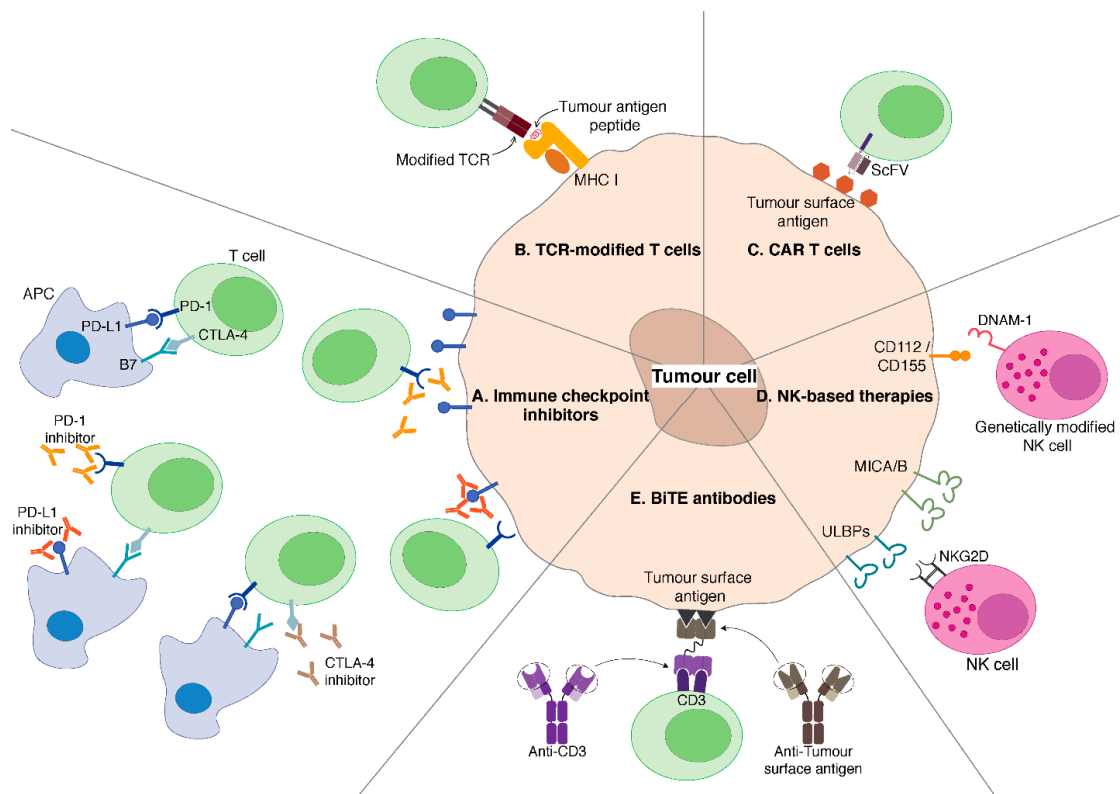 Tumour antigen
peptide
Modified TCR
MHC I
B. TCR-modified T cells
ScFV
Tumour surface
antigen
C. CAR T cells
T cell
APC
PD-L1
PD-1
CTLA-4
B7
PD-1
inhibitor
PD-L1
inhibitor
CTLA-4
inhibitor
A. Immune checkpoint
inhibitors
Tumour cell
DNAM-1
CD112 /
CD155
D. NK-based therapies
Genetically modified
NK cell
MICA/B
ULBPs
NKG2D
NK cell
E. BiTE antibodies
Tumour surface
antigen
CD3
Anti-CD3
Anti-Tumour
surface antigen